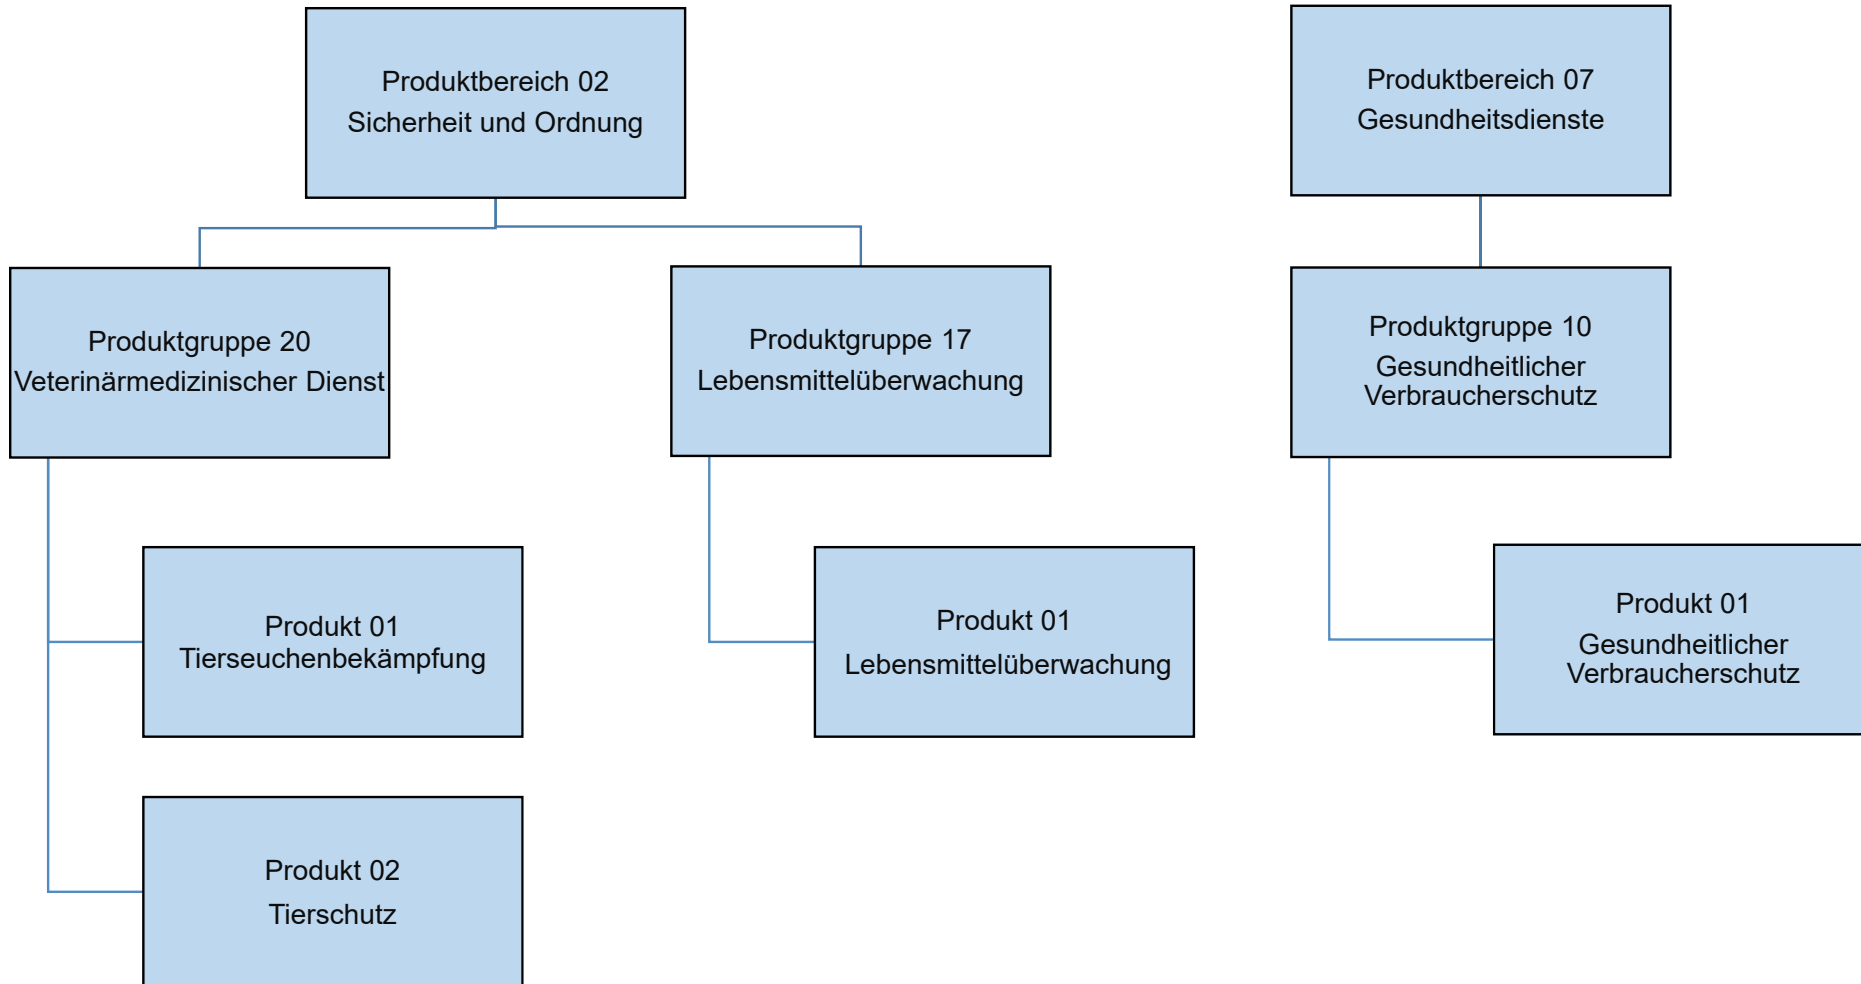 Produktbereich 02
Sicherheit und Ordnung
Produktbereich 07
Gesundheitsdienste
Produktgruppe 20
Veterinärmedizinischer Dienst
Produktgruppe 17
Lebensmittelüberwachung
Produktgruppe 10
Gesundheitlicher
Verbraucherschutz
Produkt 01
Tierseuchenbekämpfung
Produkt 01
Lebensmittelüberwachung
Produkt 01
Gesundheitlicher
Verbraucherschutz
Produkt 02
Tierschutz